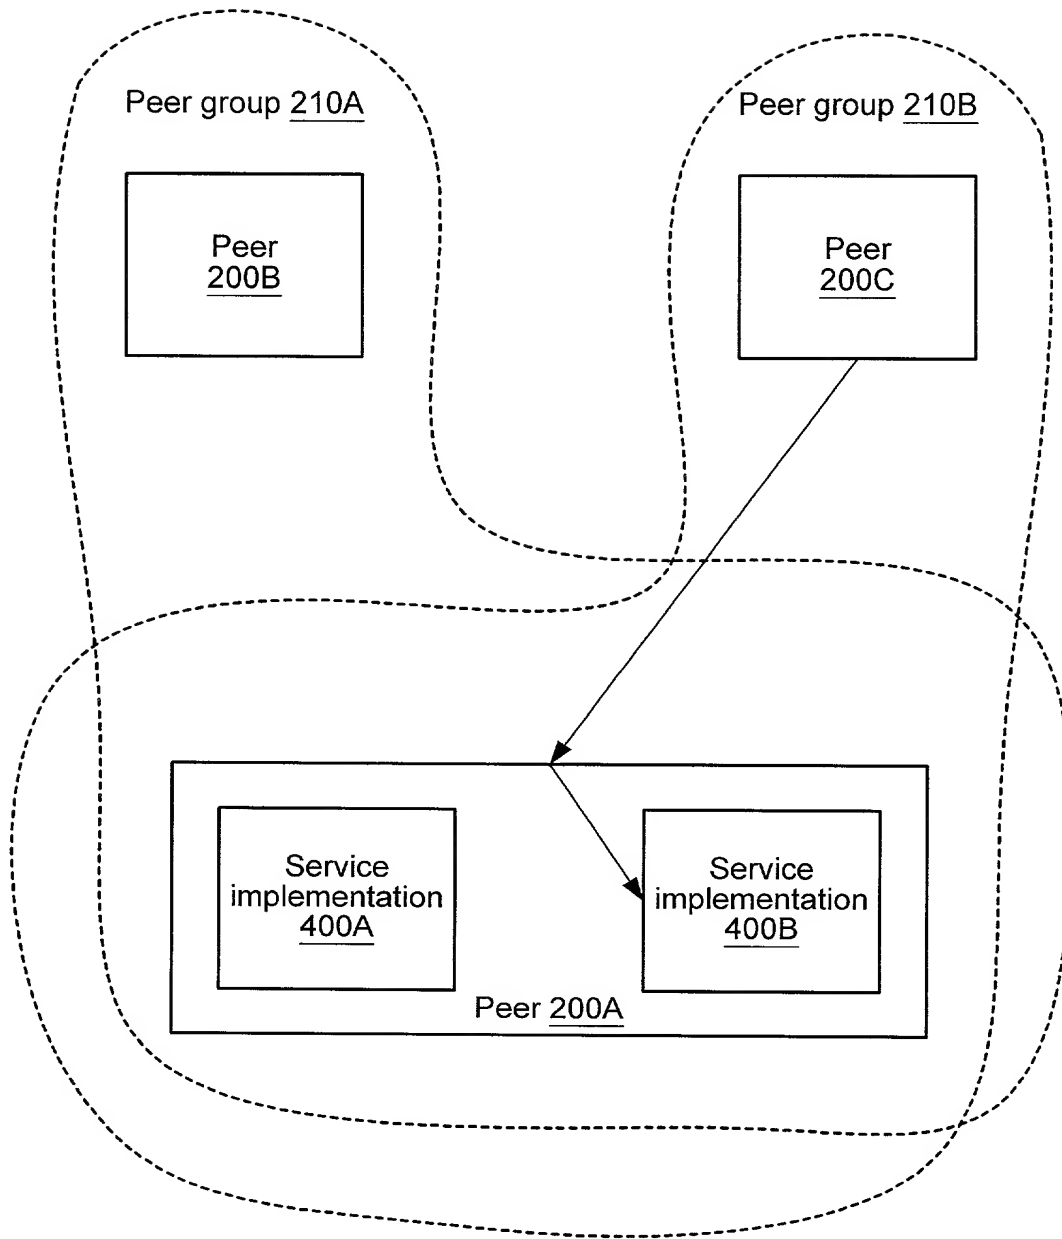 Peer group 210A
Peer group 210B
Peer
200B
Peer
200C
Service
implementation
400A
Service
implementation
400B
Peer 200A